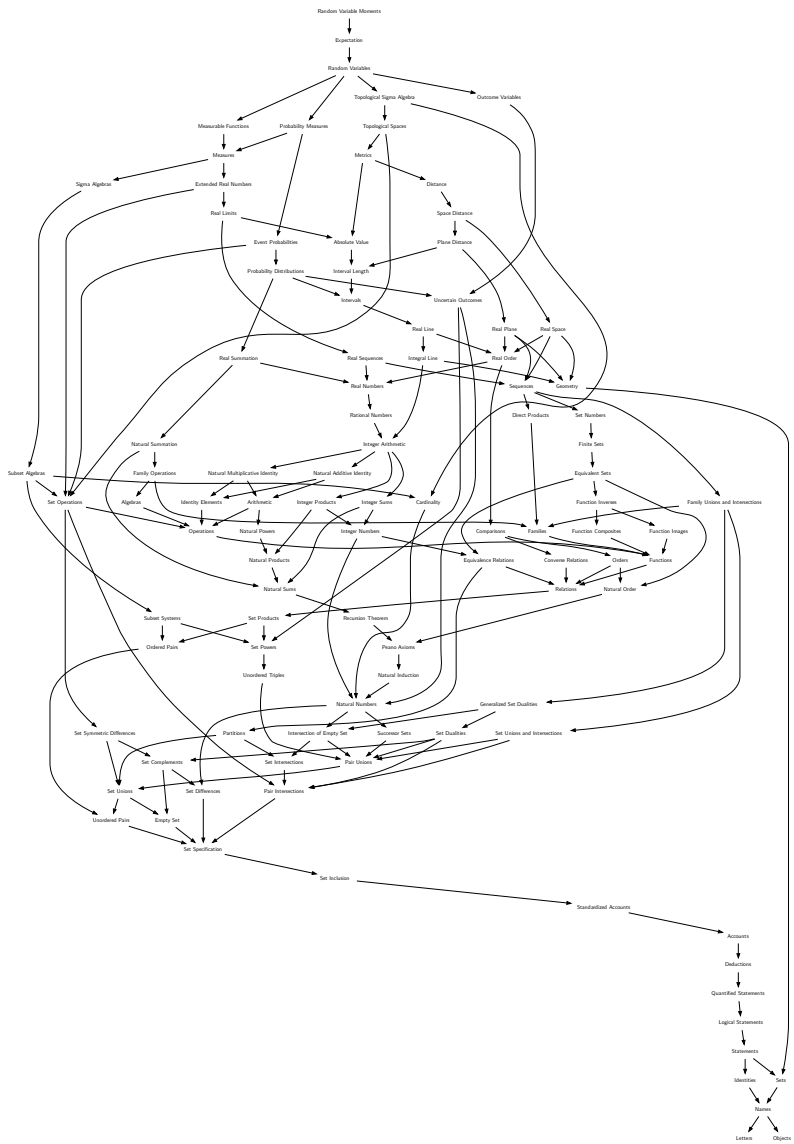 Random Variable Moments
Expectation
Random Variables
Topological Sigma Algebra
Outcome Variables
Measurable Functions
Probability Measures
Topological Spaces
Measures
Metrics
Sigma Algebras
Extended Real Numbers
Distance
Real Limits
Space Distance
Event Probabilities
Absolute Value
Plane Distance
Probability Distributions
Interval Length
Intervals
Uncertain Outcomes
Real Line
Real Plane
Real Space
Real Summation
Real Sequences
Integral Line
Real Order
Real Numbers
Sequences
Geometry
Rational Numbers
Direct Products
Set Numbers
Natural Summation
Integer Arithmetic
Finite Sets
Subset Algebras
Family Operations
Natural Multiplicative Identity
Natural Additive Identity
Equivalent Sets
Set Operations
Algebras
Identity Elements
Arithmetic
Integer Products
Integer Sums
Cardinality
Function Inverses
Family Unions and Intersections
Operations
Natural Powers
Integer Numbers
Comparisons
Families
Function Composites
Function Images
Natural Products
Equivalence Relations
Converse Relations
Orders
Functions
Natural Sums
Relations
Natural Order
Subset Systems
Set Products
Recursion Theorem
Ordered Pairs
Set Powers
Peano Axioms
Unordered Triples
Natural Induction
Natural Numbers
Generalized Set Dualities
Set Symmetric Differences
Partitions
Intersection of Empty Set
Successor Sets
Set Dualities
Set Unions and Intersections
Set Complements
Set Intersections
Pair Unions
Set Unions
Set Differences
Pair Intersections
Unordered Pairs
Empty Set
Set Specification
Set Inclusion
Standardized Accounts
Accounts
Deductions
Quantified Statements
Logical Statements
Statements
Identities
Sets
Names
Letters
Objects